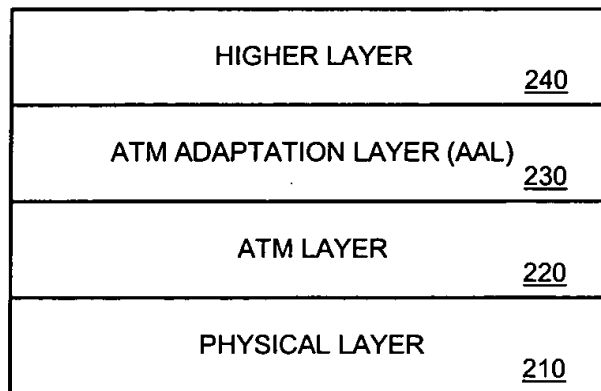 HIGHER LAYER
240
ATM ADAPTATION LAYER (AAL)
230
ATM LAYER
220
PHYSICAL LAYER
210